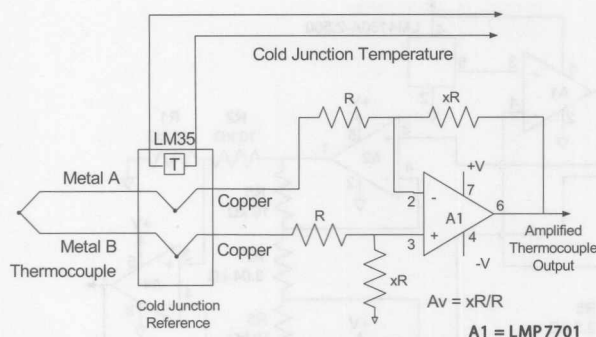 Cold Junction Temperature
LM35
T
R
xR
Metal A
Copper
+V
7
2
-
A1
6
Metal B
Copper
R
3
+
4
Amplified
Thermocouple
Output
-V
Thermocouple
xR
Cold Junction
Reference
Av = xR/R
A1 = LMP7701